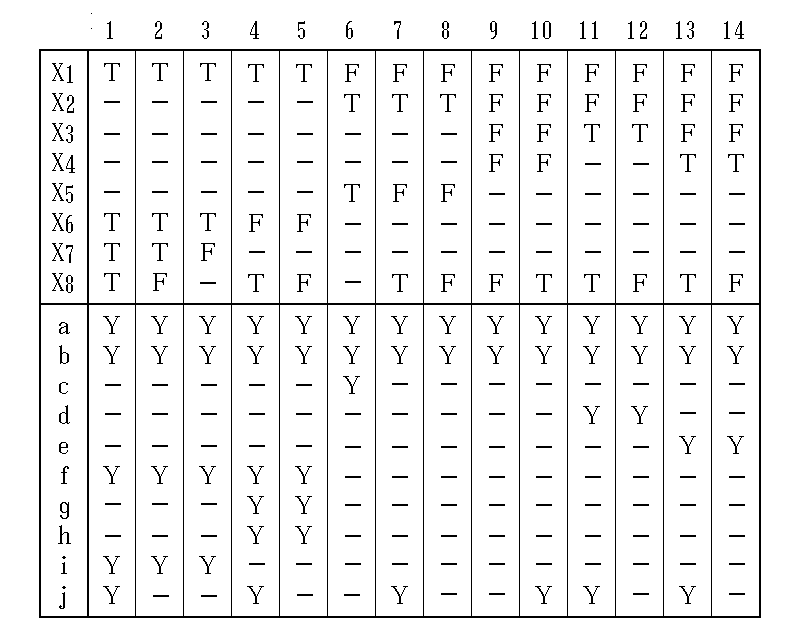 1 2 3 4 5 6 7 8 9 10 11 12 13 14
X1 T T T T T F F F F F F F F F
X2 – – – – – T T T F F F F F F
X3 – – – – – – – – F F T T F F
X4 – – – – – – – – F F – – T T
X5 – – – – – T F F – – – – – –
X6 T T T F F – – – – – – – – –
X7 T T F – – – – – – – – – – –
X8 T F – T F – T F F T T F T F
a Y Y Y Y Y Y Y Y Y Y Y Y Y Y
b Y Y Y Y Y Y Y Y Y Y Y Y Y Y
c – – – – – Y – – – – – – – –
d – – – – – – – – – – Y Y – –
e – – – – – – – – – – – – Y Y
f Y Y Y Y Y – – – – – – – – –
g – – – Y Y – – – – – – – – –
h – – – Y Y – – – – – – – – –
i Y Y Y – – – – – – – – – – –
j Y – – Y – – Y – – Y Y – Y –